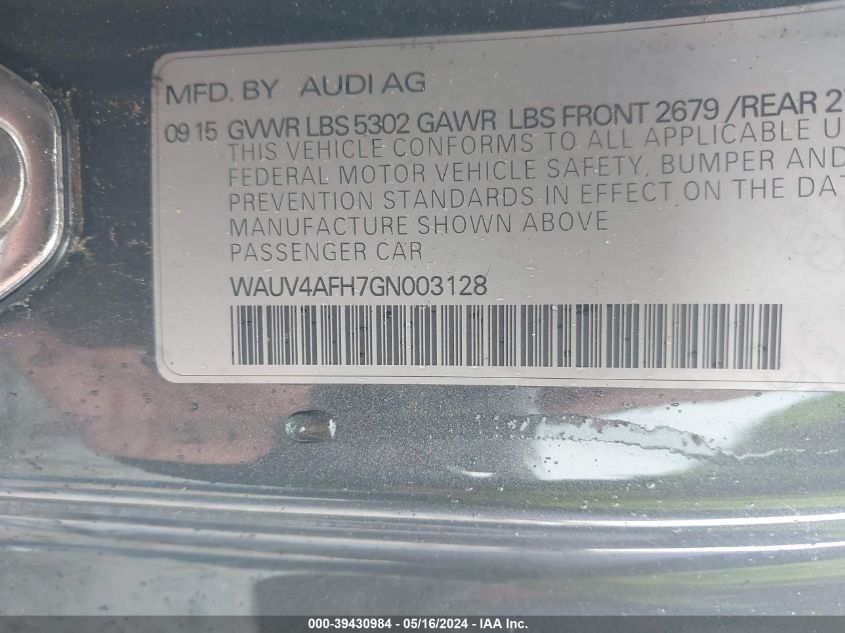 MFD. BY AUDI AG
09 15 GVWR LBS 5302 GAWR LBS FRONT 2679 /REAR
THIS VEHICLE CONFORMS TO ALL APPLICABLE
FEDERAL MOTOR VEHICLE SAFETY, BUMPER AND
PREVENTION STANDARDS IN EFFECT ON THE
MANUFACTURE SHOWN ABOVE
PASSENGER CAR
WAUV4AFH7GN003128
000-39430984 - 05/16/2024 - IAA Inc.